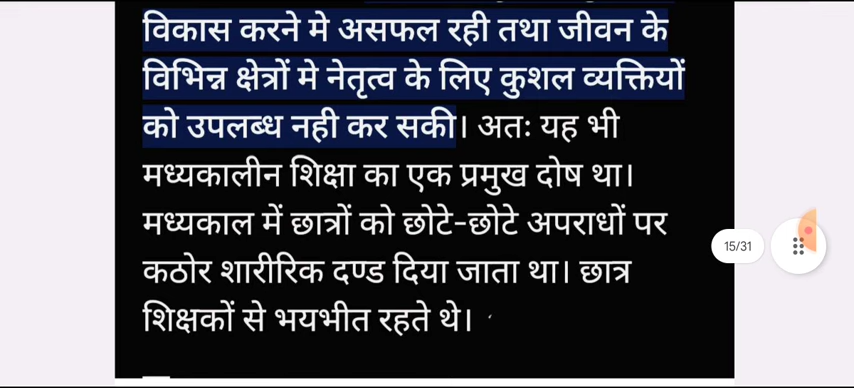 विकास करने मे असफल रही तथा जीवन के
विभिन्न क्षेत्रों मे नेतृत्व के लिए कुशल व्यक्तियों
को उपलब्ध नही कर सकी। अतः यह भी
मध्यकालीन शिक्षा का एक प्रमुख दोष था।
मध्यकाल में छात्रों को छोटे-छोटे अपराधों पर
कठोर शारीरिक दण्ड दिया जाता था। छात्र
शिक्षकों से भयभीत रहते थे।
15/31